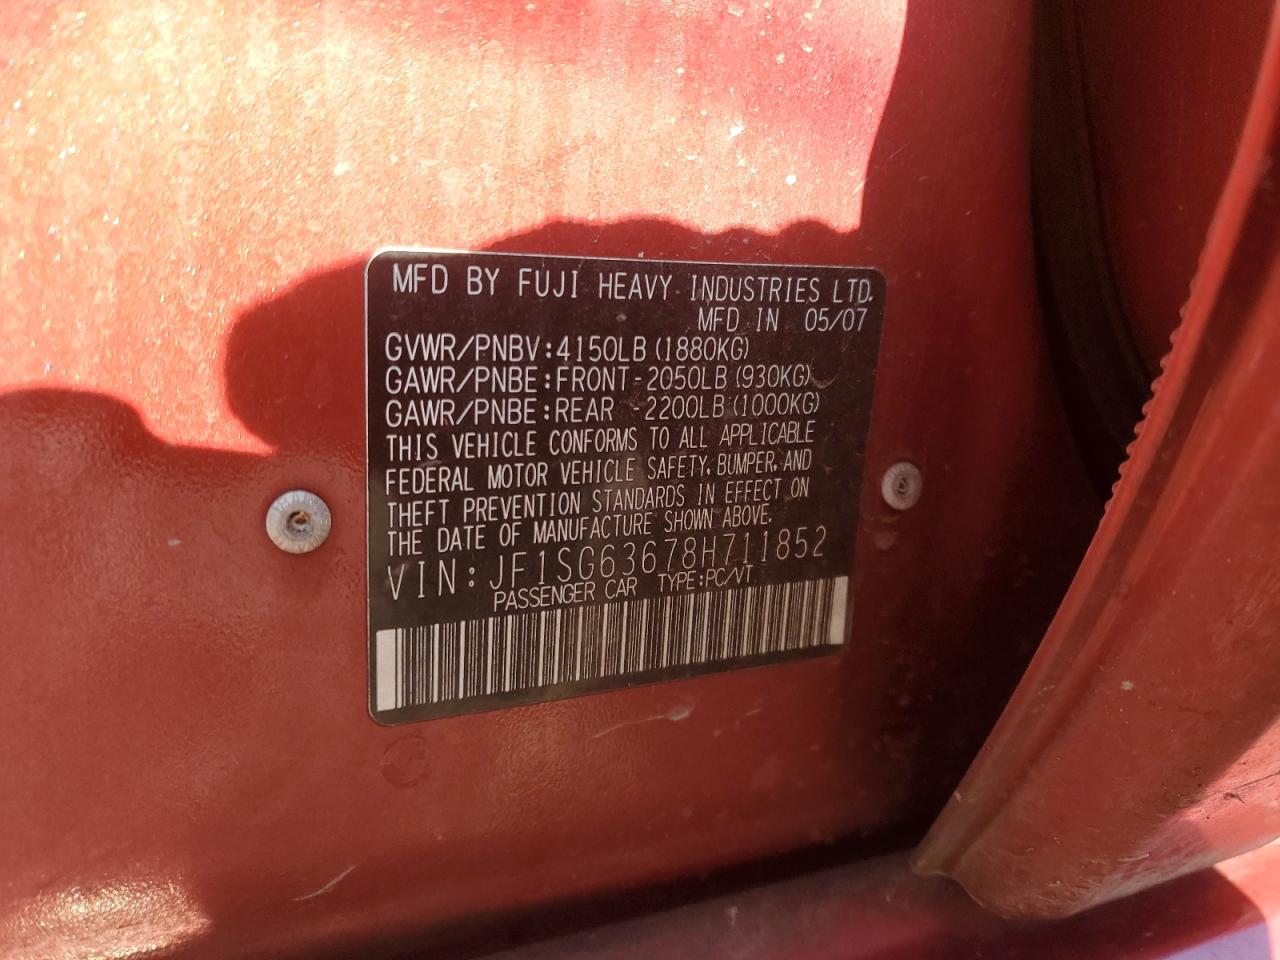 MFD BY FUJI HEAVY INDUSTRIES LTD.
MFD IN 05/07
GVWR/PNBV:4150LB(1880KG)
GAWR/PNBE:FRONT-2050LB(930KG)
GAWR/PNBE:REAR -2200LB(1000KG)
THIS VEHICLE CONFORMS TO ALL APPLICABLE
FEDERAL MOTOR VEHICLE SAFETY, BUMPER, AND
THEFT PREVENTION STANDARDS IN EFFECT ON
THE DATE OF MANUFACTURE SHOWN ABOVE.
VIN:JF1SG63678H711852
PASSENGER CAR TYPE:PC/VT